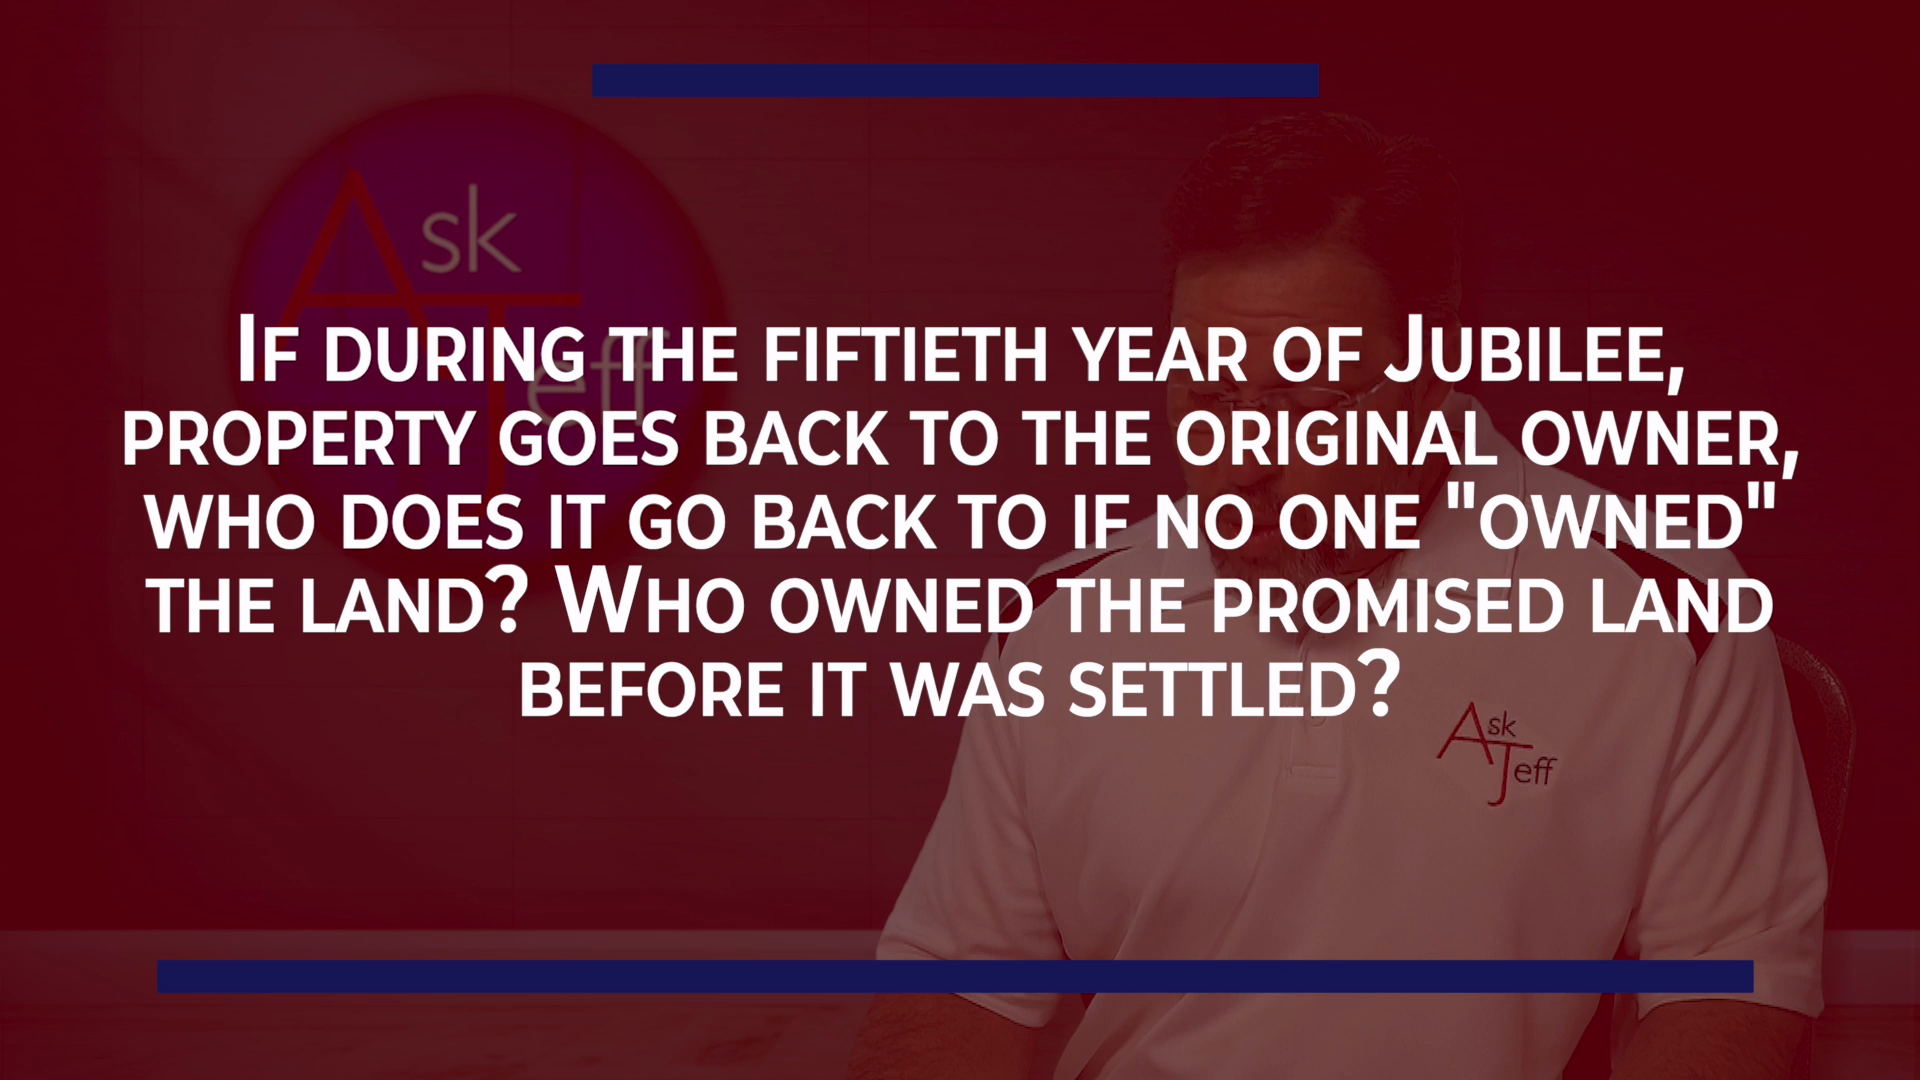 Ask
Jeff
If during the fiftieth year of Jubilee,
property goes back to the original owner,
who does it go back to if no one "owned"
the land? Who owned the promised land
before it was settled?
Ask
Jeff